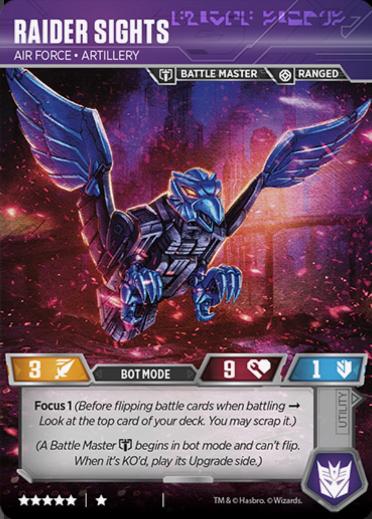 RAIDER SIGHTS
AIR FORCE • ARTILLERY
BATTLE MASTER
RANGED
3
BOT MODE
9
1
Focus 1 (Before flipping battle cards when battling →
Look at the top card of your deck. You may scrap it.)
(A Battle Master begins in bot mode and can't flip.
When it's KO'd, play its Upgrade side.)
UTILITY
TM & © Hasbro. © Wizards.